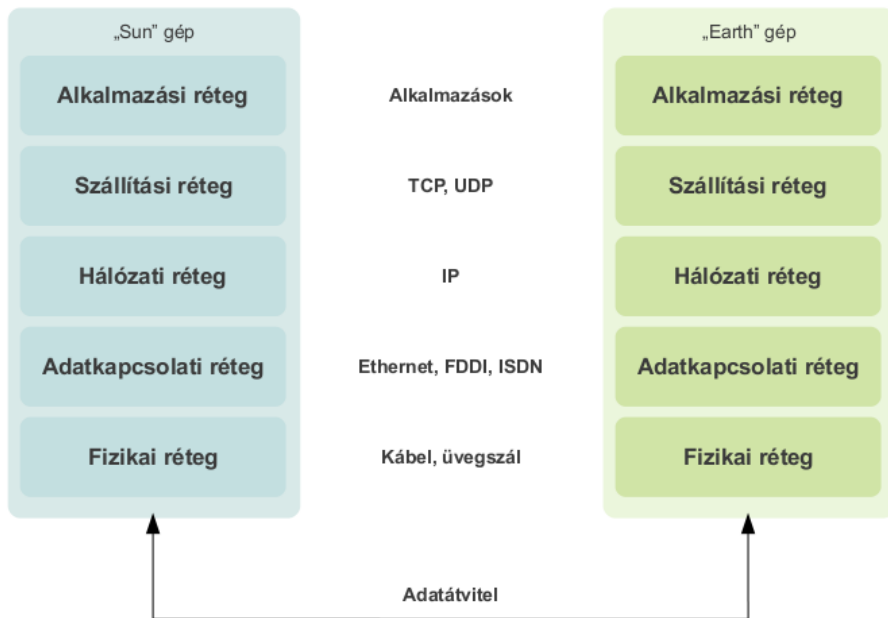 „Sun” gép
„Earth” gép
Alkalmazási réteg
Alkalmazások
Alkalmazási réteg
Szállítási réteg
TCP, UDP
Szállítási réteg
Hálózati réteg
IP
Hálózati réteg
Adatkapcsolati réteg
Ethernet, FDDI, ISDN
Adatkapcsolati réteg
Fizikai réteg
Kábel, üvegszál
Fizikai réteg
Adatátvitel